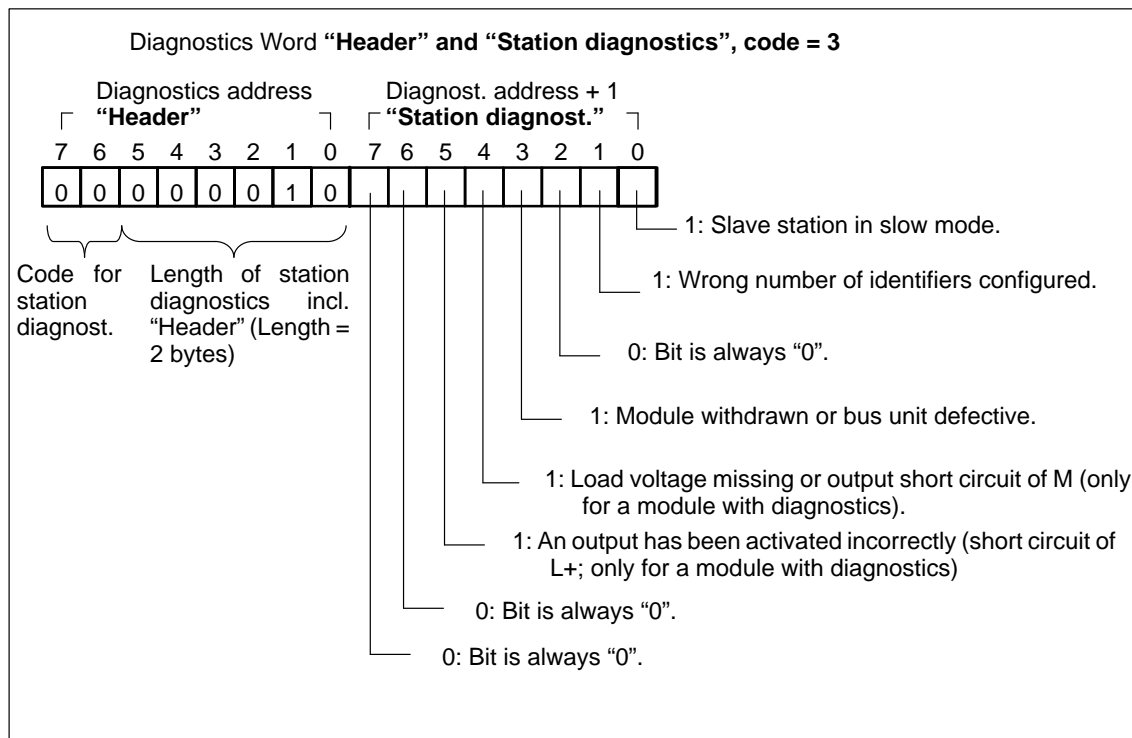 Diagnostics Word “Header” and “Station diagnostics”, code = 3
Diagnostics address
“Header”
Diagnost. address + 1
“Station diagnost.”
7 6 5 4 3 2 1 0 7 6 5 4 3 2 1 0
0 0 0 0 0 0 1 0
1: Slave station in slow mode.
Code for
station
diagnost.
Length of station
diagnostics incl.
“Header” (Length =
2 bytes)
1: Wrong number of identifiers configured.
0: Bit is always “0”.
1: Module withdrawn or bus unit defective.
1: Load voltage missing or output short circuit of M (only
for a module with diagnostics).
1: An output has been activated incorrectly (short circuit of
L+; only for a module with diagnostics)
0: Bit is always “0”.
0: Bit is always “0”.